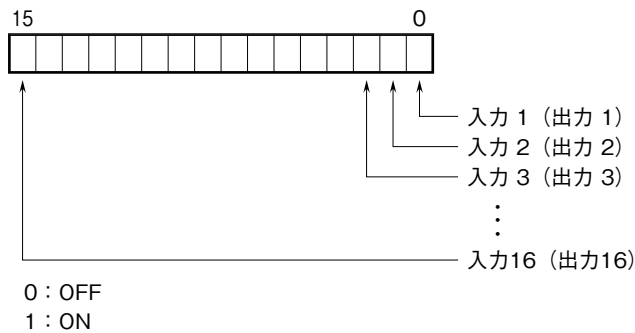 15 0
入力 1（出力 1）
入力 2（出力 2）
入力 3（出力 3）
⋮
入力16（出力16）
0：OFF
1：ON